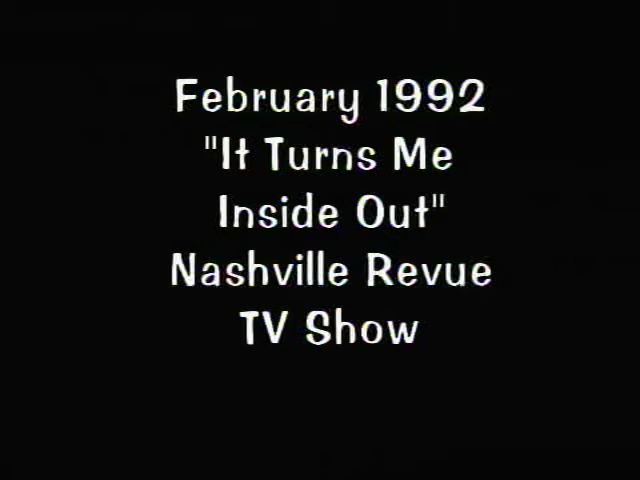 February 1992
"It Turns Me
Inside Out"
Nashville Revue
TV Show